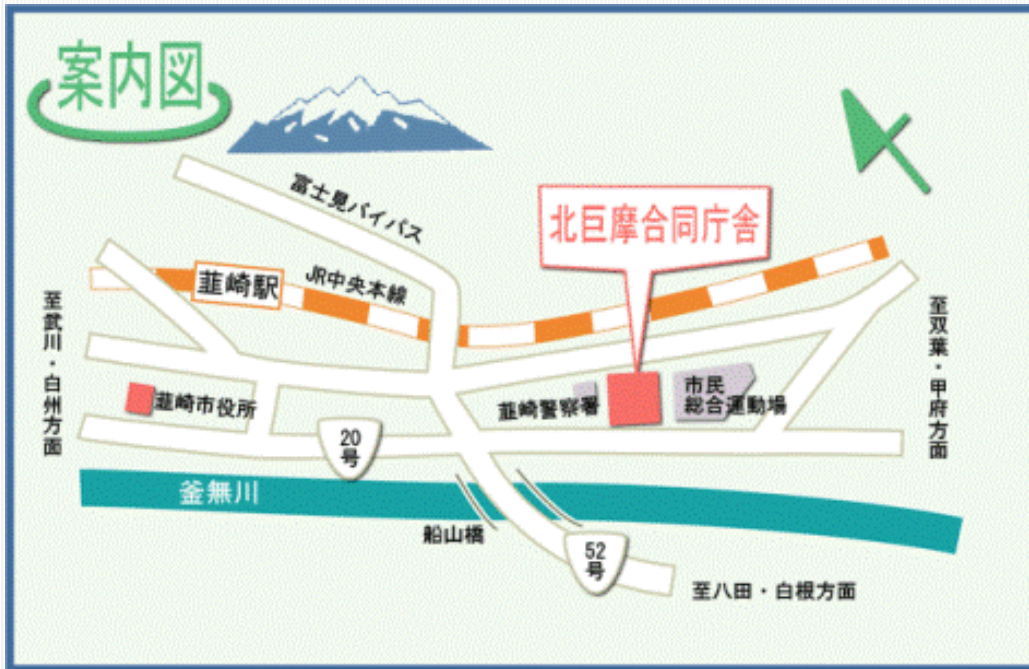 案内図
富士見バイパス
北巨摩合同庁舎
韮崎駅
JR中央本線
至武川・白州方面
至双葉・甲府方面
韮崎市役所
韮崎警察署
市民
総合運動場
20
号
釜無川
船山橋
52
号
至八田・白根方面